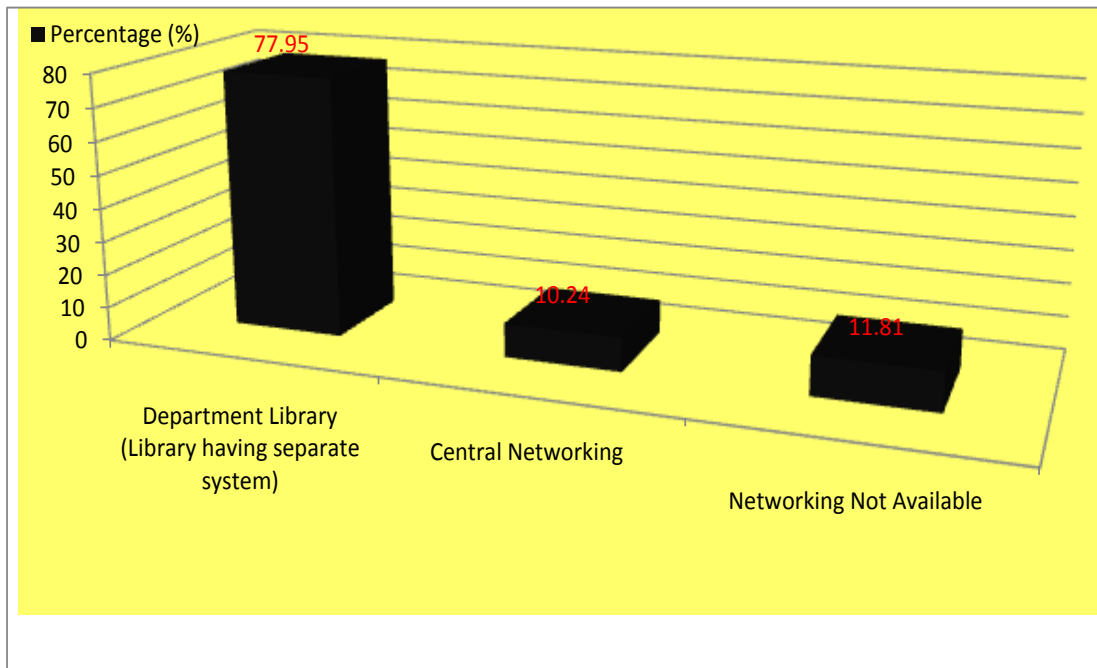 Percentage (%)
77.95
80
70
60
50
40
30
20
10
0
10.24
11.81
Department Library
(Library having separate
system)
Central Networking
Networking Not Available